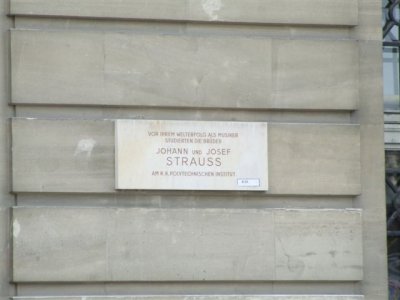 VOR IHREM WELTERFOLG ALS MUSIKER
STUDIERTEN DIE BRÜDER
JOHANN UND JOSEF
STRAUSS
AM K.K. POLYTECHNISCHEN INSTITUT